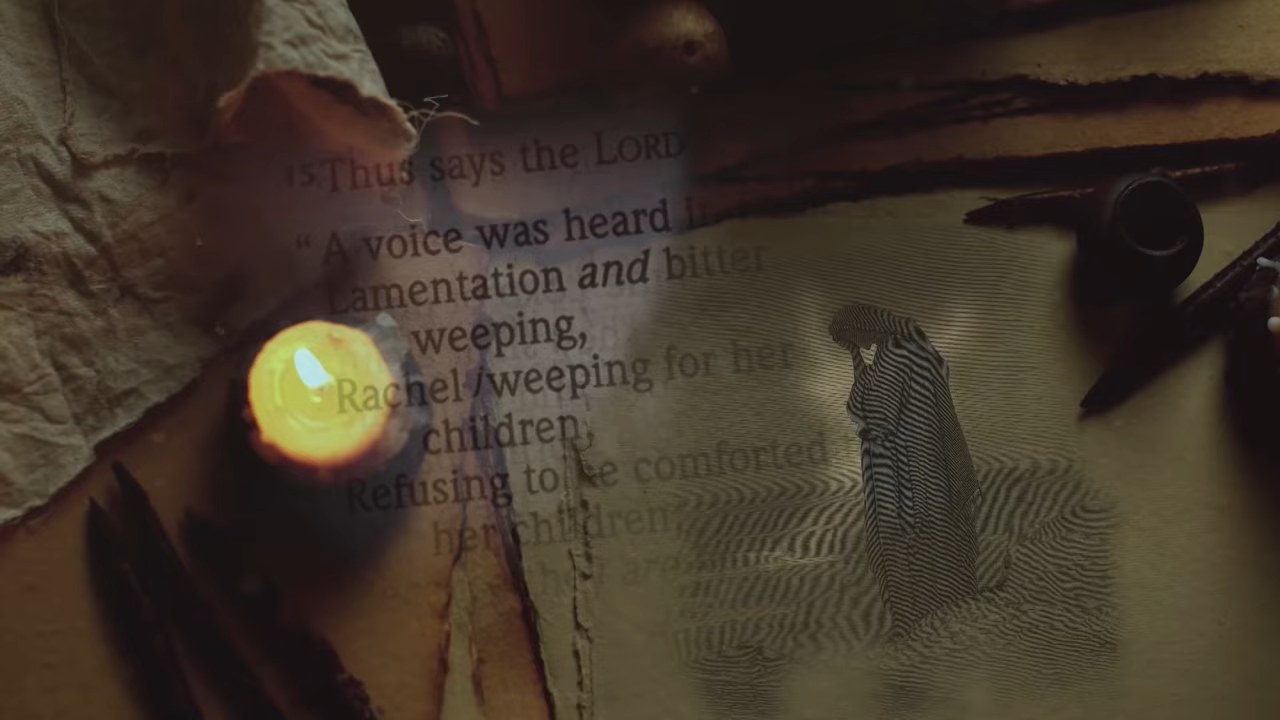 15 Thus says the LORD
“A voice was heard
Lamentation and bitter
weeping,
Rachel weeping for her
children,
Refusing to be comforted
her children,